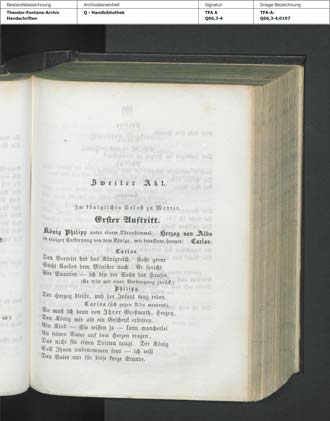 Bestandsbezeichnung
Theodor-Fontane-Archiv
Handschriften
Archivalieneinheit
Q - Handbibliothek
Signatur
TFA A
Q66,3-4
Image-Bezeichnung
TFA-A-
Q66,3-4,0197
Zweiter Akt.
Im königlichen Palast zu Madrid.
Erster Auftritt.
König Philipp unter einem Thronhimmel. Herzog von Alba
in einiger Entfernung von dem König, mit bedecktem Haupt. Carlos.
Carlos.
Den Vortritt hat das Königreich. Sehr gerne
Steht Carlos dem Minister nach. Er spricht
Für Spanien — ich bin der Sohn des Hauses.
(Er tritt mit einer Verbeugung zurück.)
Philipp.
Der Herzog bleibt, und der Infant mag reden.
Carlos (sich gegen Alba wendend).
So muß ich denn von Ihrer Großmuth, Herzog,
Den König mir als ein Geschenk erbitten.
Ein Kind — Sie wissen ja — kann mancherlei
An seinen Vater auf dem Herzen tragen,
Das nicht für einen Dritten taugt. Der König
Soll Ihnen unbenommen seyn — ich will
Den Vater nur für diese kurze Stunde.